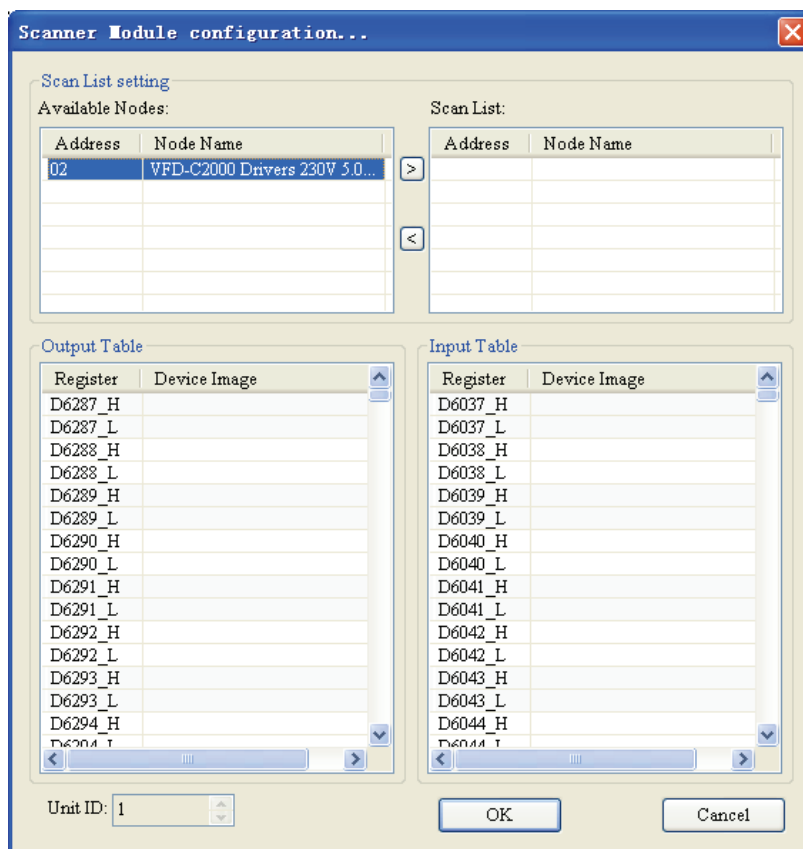 Scanner Module configuration...
Scan List setting
Available Nodes:
Scan List:
Address Node Name
Address Node Name
02 VFD-C2000 Drivers 230V 5.0...
>
<
Output Table
Input Table
Register Device Image
Register Device Image
D6287_H
D6037_H
D6287_L
D6037_L
D6288_H
D6038_H
D6288_L
D6038_L
D6289_H
D6039_H
D6289_L
D6039_L
D6290_H
D6040_H
D6290_L
D6040_L
D6291_H
D6041_H
D6291_L
D6041_L
D6292_H
D6042_H
D6292_L
D6042_L
D6293_H
D6043_H
D6293_L
D6043_L
D6294_H
D6044_H
D6294_L
D6044_L
Unit ID: 1
OK
Cancel